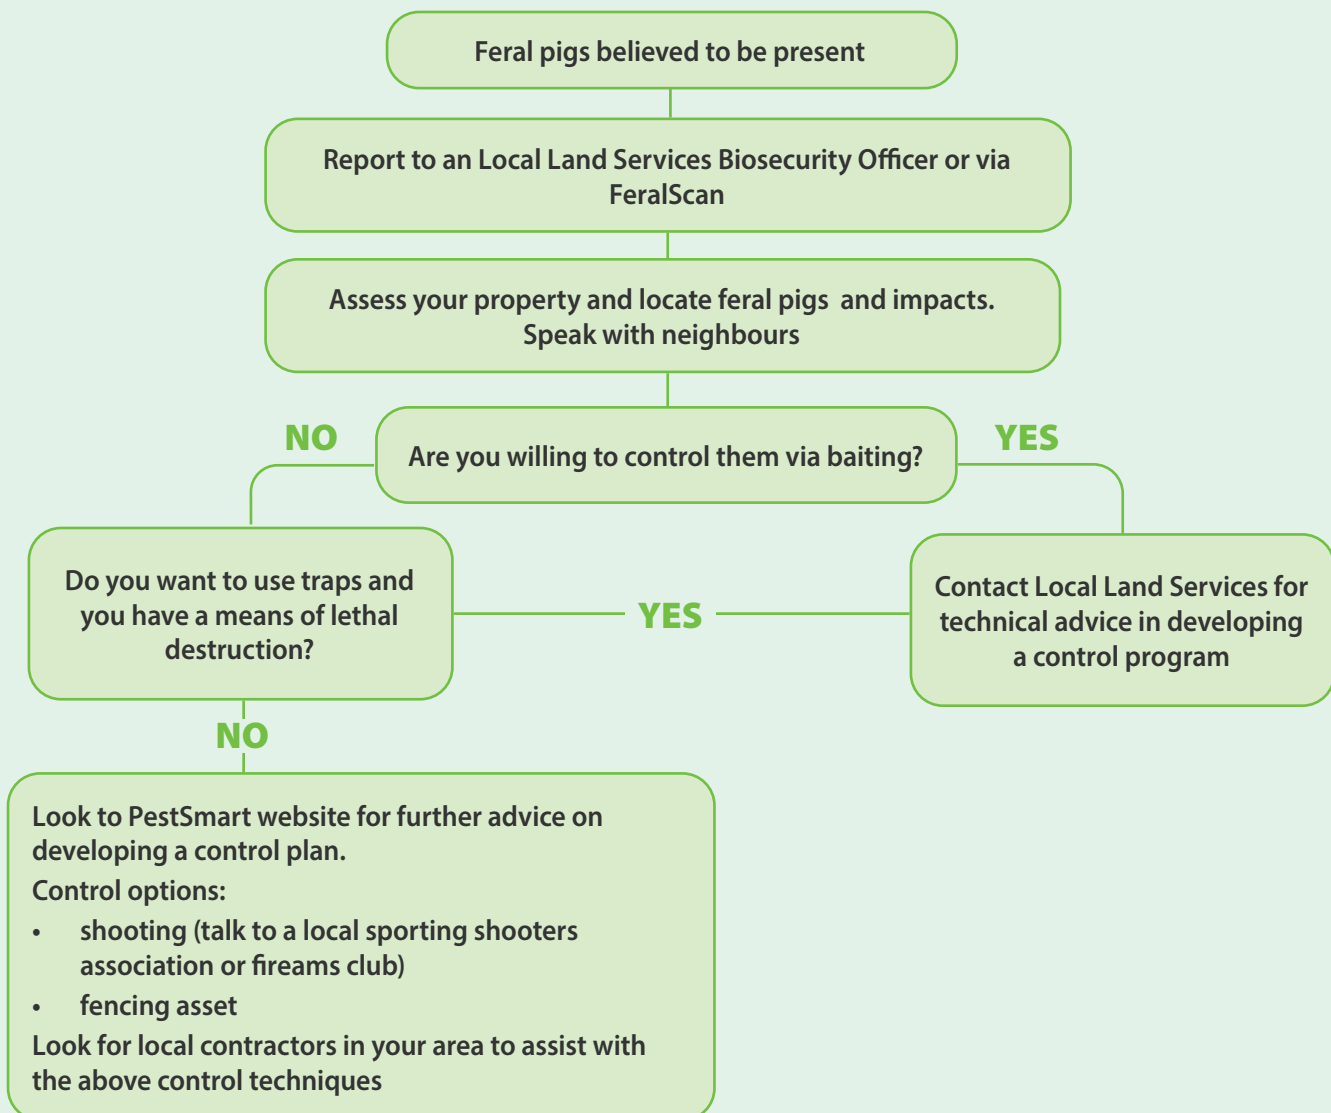 Feral pigs believed to be present
Report to an Local Land Services Biosecurity Officer or via
FeralScan
Assess your property and locate feral pigs and impacts.
Speak with neighbours
NO
YES
Are you willing to control them via baiting?
Do you want to use traps and
you have a means of lethal
destruction?
YES
Contact Local Land Services for
technical advice in developing
a control program
NO
Look to PestSmart website for further advice on
developing a control plan.
Control options:
• shooting (talk to a local sporting shooters
association or fireams club)
• fencing asset
Look for local contractors in your area to assist with
the above control techniques